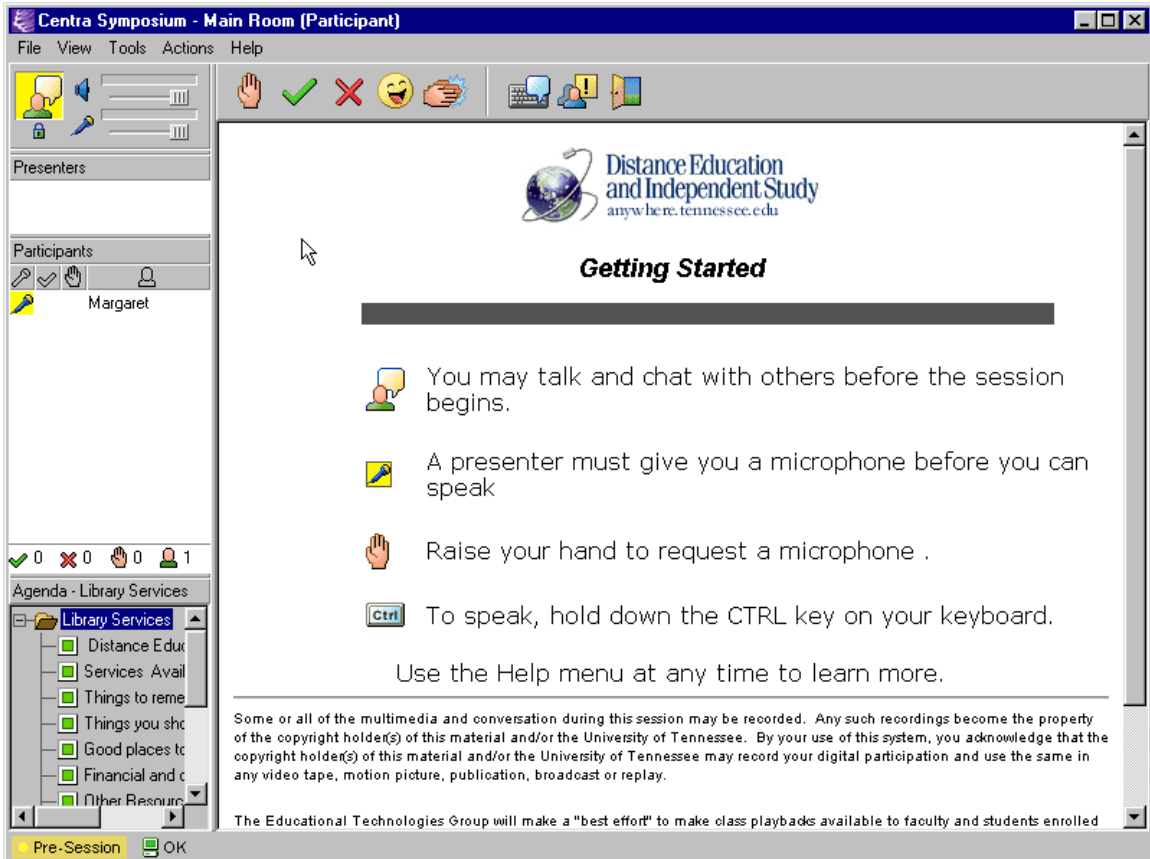 Centra Symposium - Main Room (Participant)
File View Tools Actions Help
Presenters
Participants
Margaret
0 0 0 1
Agenda - Library Services
Library Services
Distance Educ
Services Avail
Things to reme
Things you sho
Good places to
Financial and c
Other Resourc
Pre-Session OK
Distance Education
and Independent Study
anywhere.tennessee.edu
Getting Started
You may talk and chat with others before the session
begins.
A presenter must give you a microphone before you can
speak
Raise your hand to request a microphone .
Ctrl To speak, hold down the CTRL key on your keyboard.
Use the Help menu at any time to learn more.
Some or all of the multimedia and conversation during this session may be recorded. Any such recordings become the property
of the copyright holder(s) of this material and/or the University of Tennessee. By your use of this system, you acknowledge that the
copyright holder(s) of this material and/or the University of Tennessee may record your digital participation and use the same in
any video tape, motion picture, publication, broadcast or replay.
The Educational Technologies Group will make a "best effort" to make class playbacks available to faculty and students enrolled